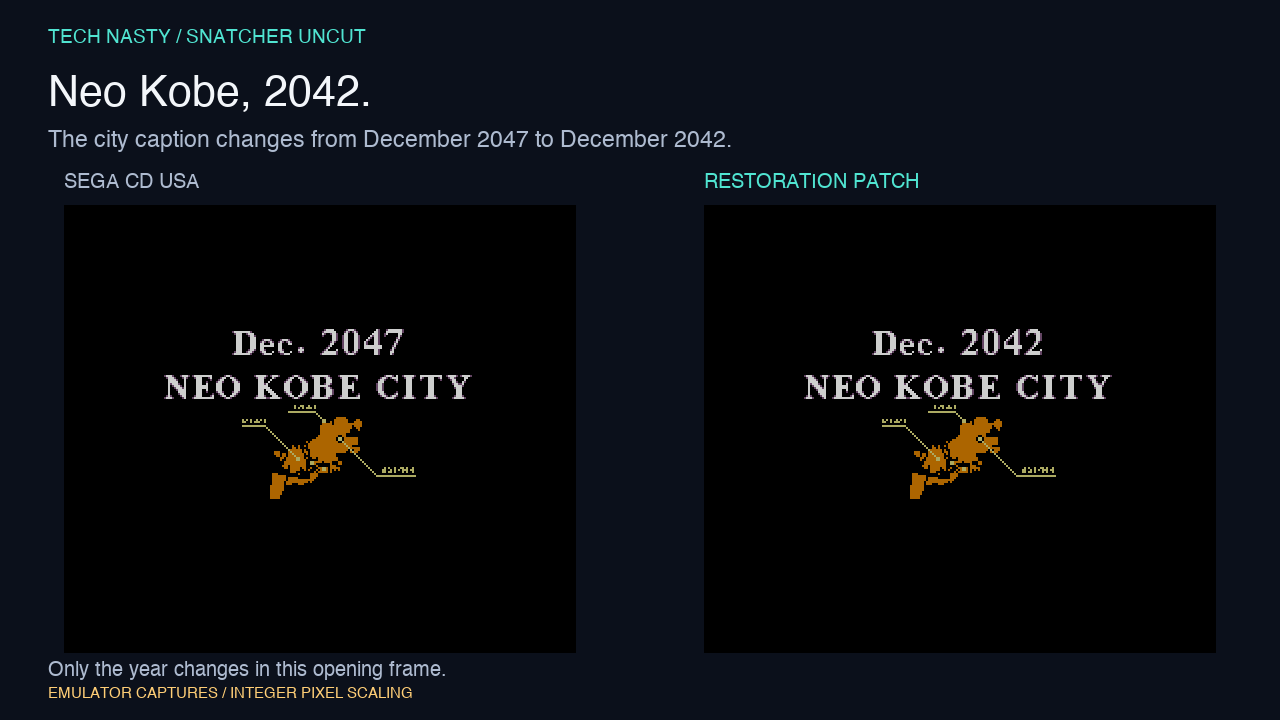 TECH NASTY / SNATCHER UNCUT
Neo Kobe, 2042.
The city caption changes from December 2047 to December 2042.
SEGA CD USA
RESTORATION PATCH
Dec. 2047
NEO KOBE CITY
Dec. 2042
NEO KOBE CITY
Only the year changes in this opening frame.
EMULATOR CAPTURES / INTEGER PIXEL SCALING